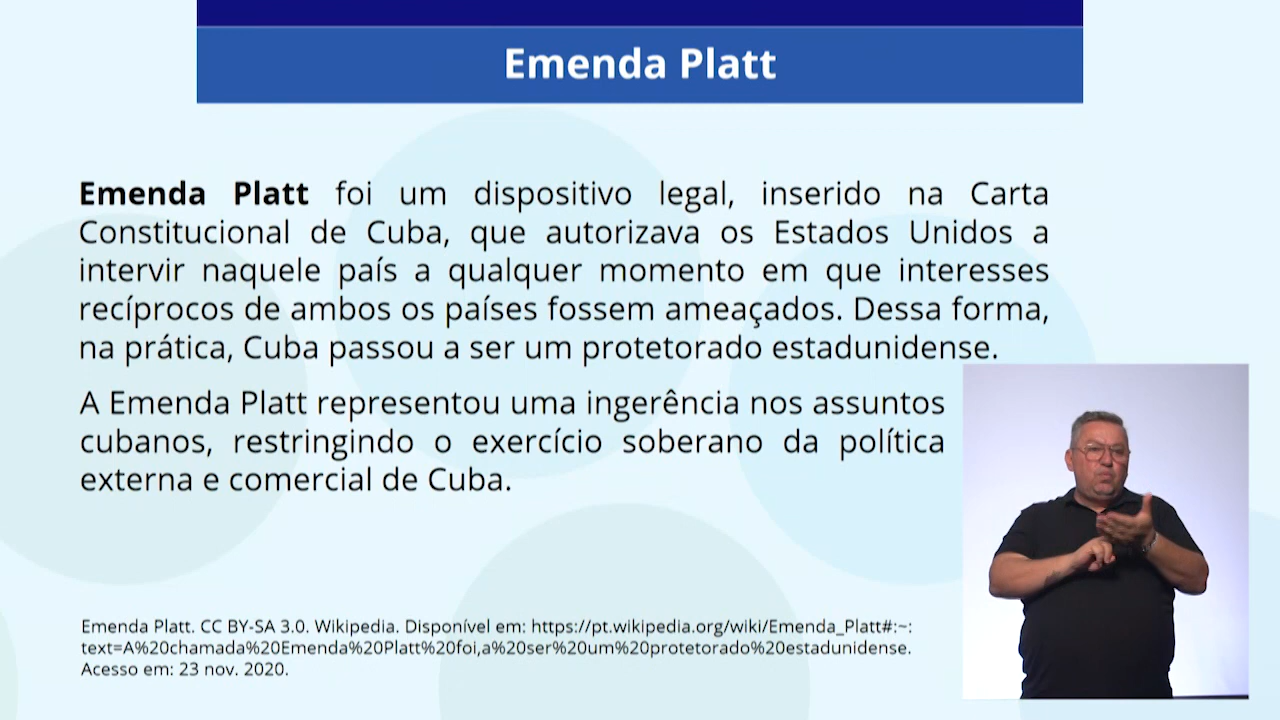 Emenda Platt
Emenda Platt foi um dispositivo legal, inserido na Carta
Constitucional de Cuba, que autorizava os Estados Unidos a
intervir naquele país a qualquer momento em que interesses
recíprocos de ambos os países fossem ameaçados. Dessa forma,
na prática, Cuba passou a ser um protetorado estadunidense.
A Emenda Platt representou uma ingerência nos assuntos
cubanos, restringindo o exercício soberano da política
externa e comercial de Cuba.
Emenda Platt. CC BY-SA 3.0. Wikipedia. Disponível em: https://pt.wikipedia.org/wiki/Emenda_Platt#:~:
text=A%20chamada%20Emenda%20Platt%20foi,a%20ser%20um%20protetorado%20estadunidense.
Acesso em: 23 nov. 2020.